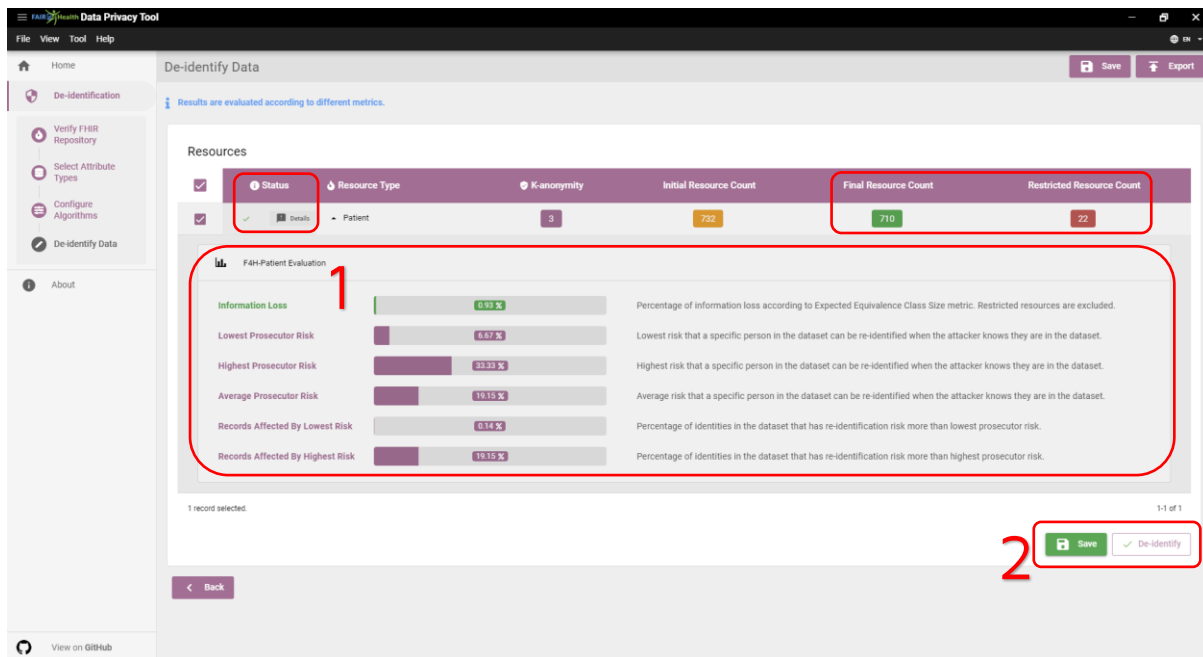 FAIR4Health Data Privacy Tool
File View Tool Help
EN
Home
De-identification
Verify FHIR
Repository
Select Attribute
Types
Configure
Algorithms
De-identify Data
About
View on GitHub
De-identify Data
Save
Export
Results are evaluated according to different metrics.
Resources
Status Resource Type K-anonymity Initial Resource Count Final Resource Count Restricted Resource Count
Details Patient 3 732 710 22
F4H-Patient Evaluation
1
Information Loss 0.93 % Percentage of information loss according to Expected Equivalence Class Size metric. Restricted resources are excluded.
Lowest Prosecutor Risk 6.67 % Lowest risk that a specific person in the dataset can be re-identified when the attacker knows they are in the dataset.
Highest Prosecutor Risk 33.33 % Highest risk that a specific person in the dataset can be re-identified when the attacker knows they are in the dataset.
Average Prosecutor Risk 19.15 % Average risk that a specific person in the dataset can be re-identified when the attacker knows they are in the dataset.
Records Affected By Lowest Risk 0.14 % Percentage of identities in the dataset that has re-identification risk more than lowest prosecutor risk.
Records Affected By Highest Risk 19.15 % Percentage of identities in the dataset that has re-identification risk more than highest prosecutor risk.
1 record selected. 1-1 of 1
2
Save De-identify
Back